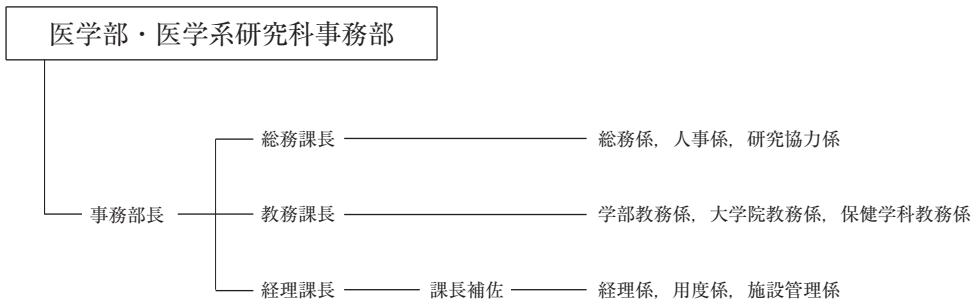 医学部・医学系研究科事務部
総務課長 総務係，人事係，研究協力係
事務部長 教務課長 学部教務係，大学院教務係，保健学科教務係
経理課長 課長補佐 経理係，用度係，施設管理係